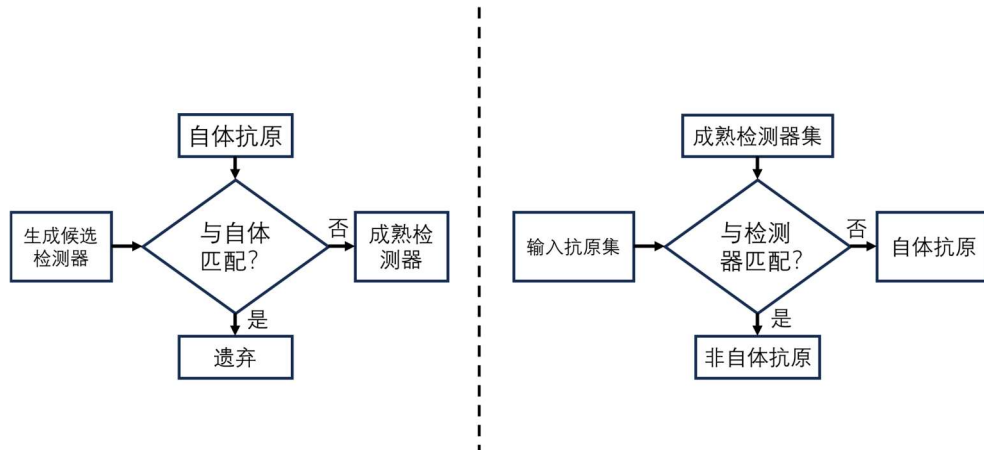 自体抗原
生成候选
检测器
与自体
匹配?
否
成熟检
测器
是
遗弃
成熟检测器集
输入抗原集
与检测
器匹配?
否
自体抗原
是
非自体抗原